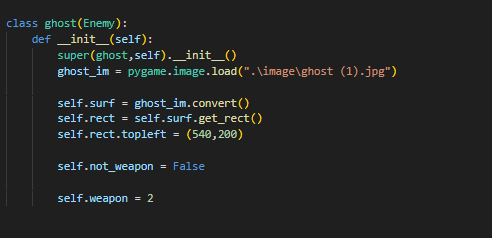 class ghost(Enemy):
    def __init__(self):
        super(ghost,self).__init__()
        ghost_im = pygame.image.load(".\image\ghost (1).jpg")
        self.surf = ghost_im.convert()
        self.rect = self.surf.get_rect()
        self.rect.topleft = (540,200)
        self.not_weapon = False
        self.weapon = 2